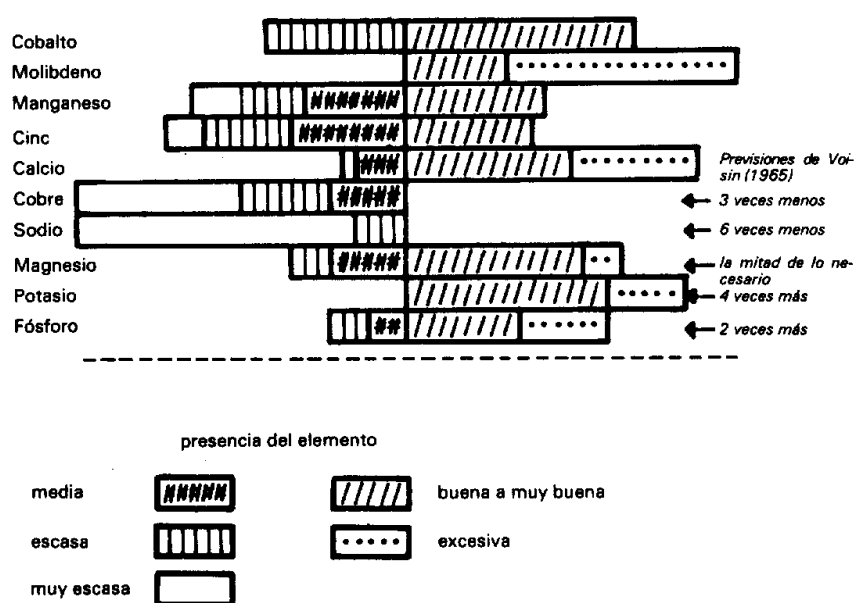 Cobalto
Molibdeno
Manganeso
Cinc
Calcio
Previsiones de Voi-
sin (1965)
Cobre
3 veces menos
Sodio
6 veces menos
Magnesio
la mitad de lo ne-
cesario
Potasio
4 veces más
Fósforo
2 veces más
presencia del elemento
media
buena a muy buena
escasa
excesiva
muy escasa